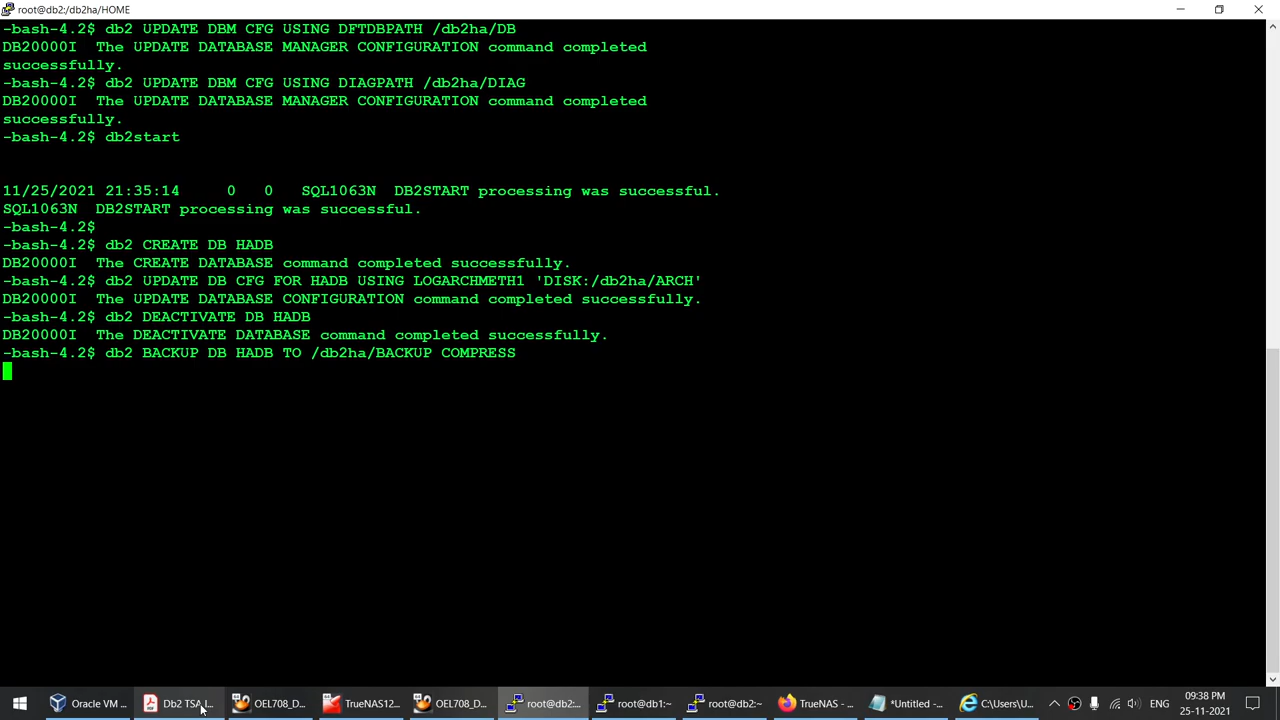 root@db2:/db2ha/HOME
-bash-4.2$ db2 UPDATE DBM CFG USING DFTDBPATH /db2ha/DB
DB20000I  The UPDATE DATABASE MANAGER CONFIGURATION command completed
successfully.
-bash-4.2$ db2 UPDATE DBM CFG USING DIAGPATH /db2ha/DIAG
DB20000I  The UPDATE DATABASE MANAGER CONFIGURATION command completed
successfully.
-bash-4.2$ db2start
11/25/2021 21:35:14     0   0   SQL1063N  DB2START processing was successful.
SQL1063N  DB2START processing was successful.
-bash-4.2$
-bash-4.2$ db2 CREATE DB HADB
DB20000I  The CREATE DATABASE command completed successfully.
-bash-4.2$ db2 UPDATE DB CFG FOR HADB USING LOGARCHMETH1 'DISK:/db2ha/ARCH'
DB20000I  The UPDATE DATABASE CONFIGURATION command completed successfully.
-bash-4.2$ db2 DEACTIVATE DB HADB
DB20000I  The DEACTIVATE DATABASE command completed successfully.
-bash-4.2$ db2 BACKUP DB HADB TO /db2ha/BACKUP COMPRESS
Oracle VM ... Db2 TSA I... OEL708_D... TrueNAS12... OEL708_D... root@db2:... root@db1:~ root@db2:~ TrueNAS - ... *Untitled -... C:\Users\U... ENG 09:38 PM
25-11-2021